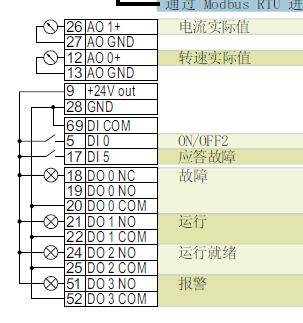 通过 Modbus RTU 进
26 AO 1+ 电流实际值
27 AO GND
12 AO 0+ 转速实际值
13 AO GND
9 +24V out
28 GND
69 DI COM
5 DI 0 ON/OFF2
17 DI 5 应答故障
18 DO 0 NC 故障
19 DO 0 NO
20 DO 0 COM
21 DO 1 NO 运行
22 DO 1 COM
24 DO 2 NO 运行就绪
25 DO 2 COM
51 DO 3 NO 报警
52 DO 3 COM